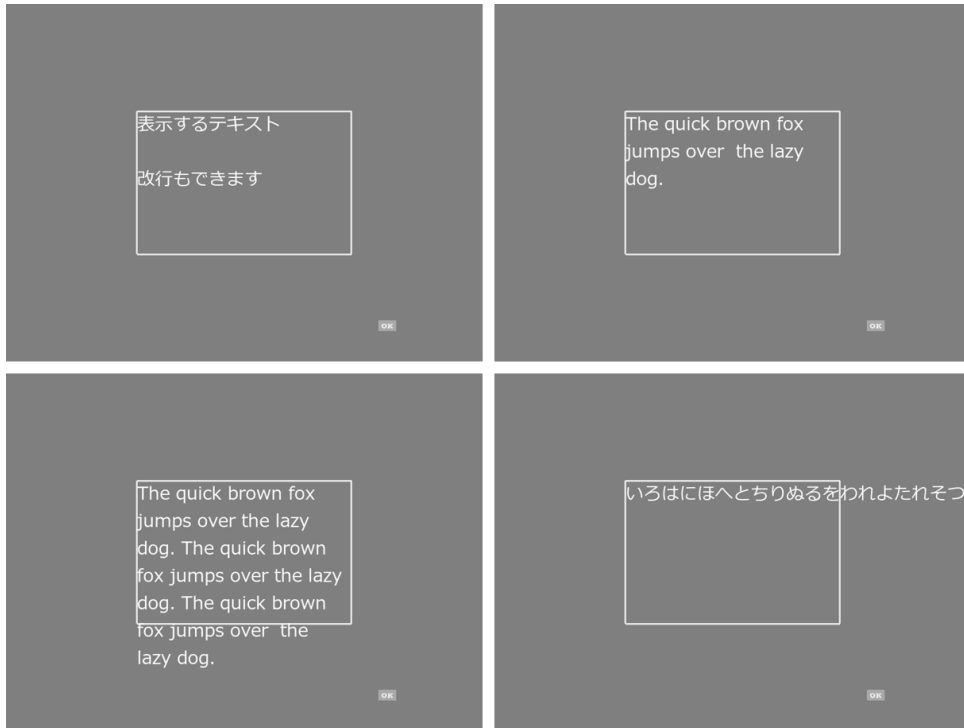 表示するテキスト
改行もできます
OK
The quick brown fox
jumps over  the lazy
dog.
OK
The quick brown fox
jumps over the lazy
dog. The quick brown
fox jumps over the lazy
dog. The quick brown
fox jumps over  the
lazy dog.
OK
いろはにほへとちりぬるをわれよたれそつ
OK